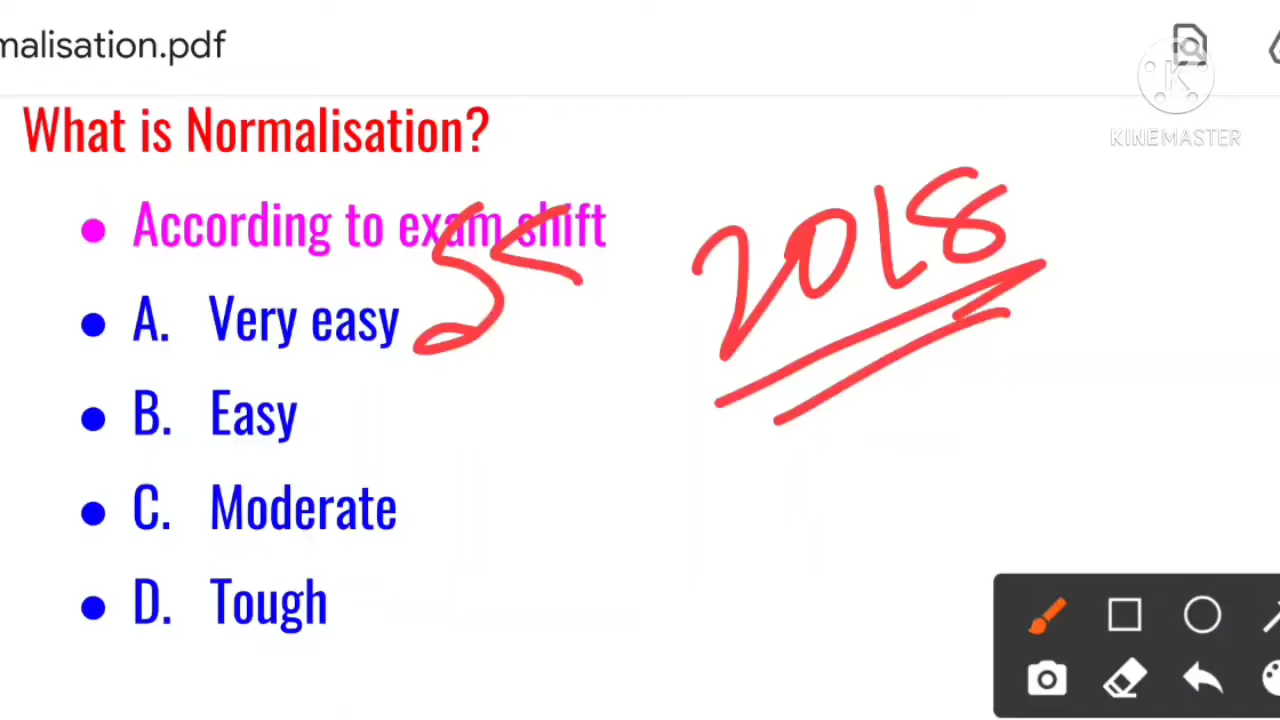 malisation.pdf
KINEMASTER
What is Normalisation?
According to exam shift
2018
A. Very easy
B. Easy
C. Moderate
D. Tough